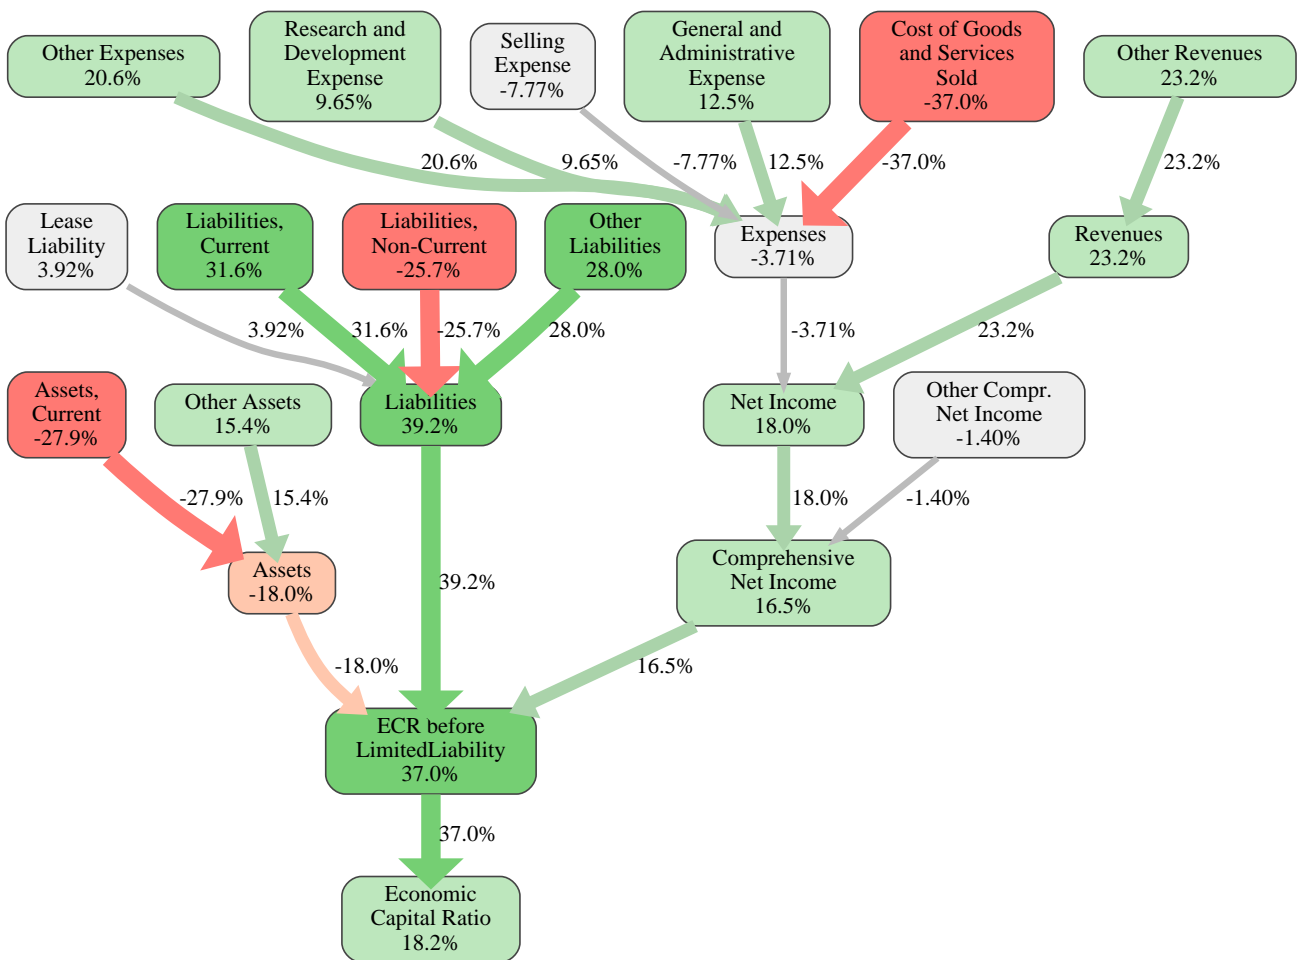 Other Expenses
20.6%
Research and
Development
Expense
9.65%
Selling
Expense
-7.77%
General and
Administrative
Expense
12.5%
Cost of Goods
and Services
Sold
-37.0%
Other Revenues
23.2%
20.6%
9.65%
-7.77%
12.5%
-37.0%
23.2%
Lease
Liability
3.92%
Liabilities,
Current
31.6%
Liabilities,
Non-Current
-25.7%
Other
Liabilities
28.0%
Expenses
-3.71%
Revenues
23.2%
3.92%
31.6%
-25.7%
28.0%
-3.71%
23.2%
Assets,
Current
-27.9%
Other Assets
15.4%
Liabilities
39.2%
Net Income
18.0%
Other Compr.
Net Income
-1.40%
-27.9%
15.4%
18.0%
-1.40%
Assets
-18.0%
39.2%
Comprehensive
Net Income
16.5%
-18.0%
16.5%
ECR before
LimitedLiability
37.0%
37.0%
Economic
Capital Ratio
18.2%